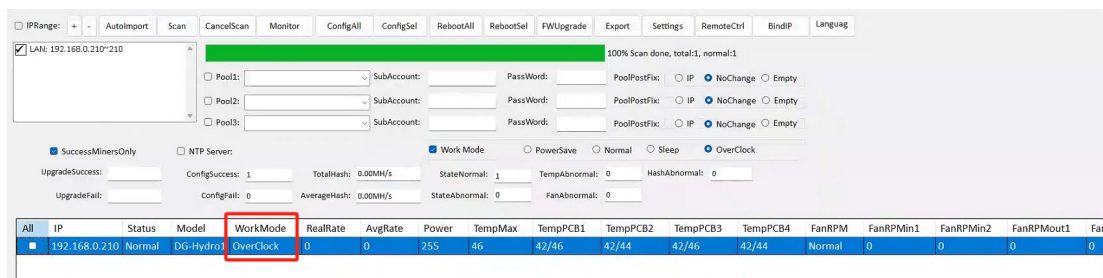 IPRange: + - AutoImport Scan CancelScan Monitor ConfigAll ConfigSel RebootAll RebootSel FWUpgrade Export Settings RemoteCtrl BindIP Languag
LAN: 192.168.0.210~210
100% Scan done, total:1, normal:1
Pool1: SubAccount: PassWord: PoolPostFix: IP NoChange Empty
Pool2: SubAccount: PassWord: PoolPostFix: IP NoChange Empty
Pool3: SubAccount: PassWord: PoolPostFix: IP NoChange Empty
SuccessMinersOnly NTP Server: Work Mode PowerSave Normal Sleep OverClock
UpgradeSuccess: ConfigSuccess: 1 TotalHash: 0.00MH/s StateNormal: 1 TempAbnormal: 0 HashAbnormal: 0
UpgradeFail: ConfigFail: 0 AverageHash: 0.00MH/s StateAbnormal: 0 FanAbnormal: 0
All IP Status Model WorkMode RealRate AvgRate Power TempMax TempPCB1 TempPCB2 TempPCB3 TempPCB4 FanRPM FanRPMin1 FanRPMin2 FanRPMout1 Fa
192.168.0.210 Normal DG-Hydro1 OverClock 0 0 255 46 42/46 42/44 42/46 42/44 Normal 0 0 0 0